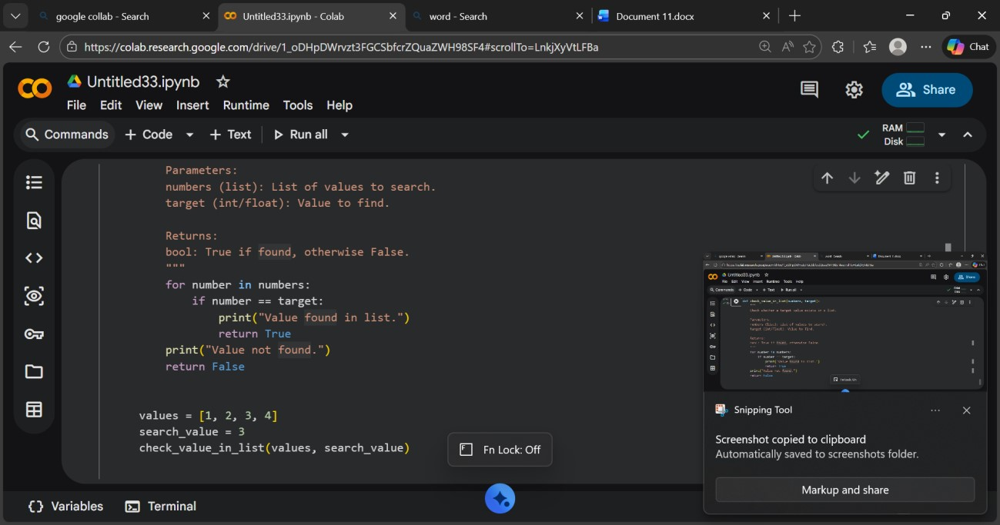 google collab - Search
Untitled33.ipynb - Colab
word - Search
Document 11.docx
https://colab.research.google.com/drive/1_oDHpDWrvzt3FGCSbfcrZQuaZWH98SF4#scrollTo=LnkjXyVtLFBa
Chat
Untitled33.ipynb
File Edit View Insert Runtime Tools Help
Share
Commands + Code + Text Run all
RAM
Disk
Parameters:
numbers (list): List of values to search.
target (int/float): Value to find.
Returns:
bool: True if found, otherwise False.
"""
for number in numbers:
if number == target:
print("Value found in list.")
return True
print("Value not found.")
return False
values = [1, 2, 3, 4]
search_value = 3
check_value_in_list(values, search_value)
Fn Lock: Off
Snipping Tool
Screenshot copied to clipboard
Automatically saved to screenshots folder.
Markup and share
{} Variables Terminal